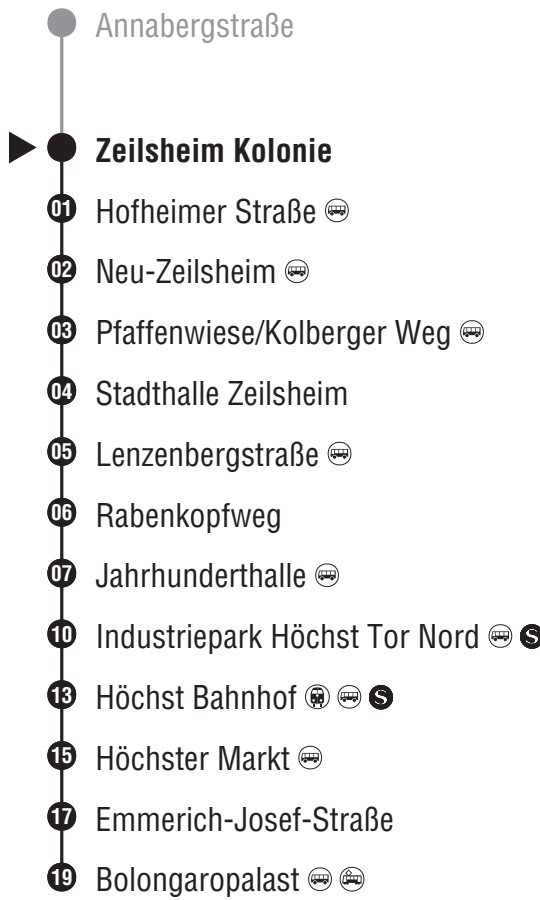 Annabergstraße
Zeilsheim Kolonie
01 Hofheimer Straße
02 Neu-Zeilsheim
03 Pfaffenwiese/Kolberger Weg
04 Stadthalle Zeilsheim
05 Lenzenbergstraße
06 Rabenkopfweg
07 Jahrhunderthalle
10 Industriepark Höchst Tor Nord S
13 Höchst Bahnhof S
15 Höchster Markt
17 Emmerich-Josef-Straße
19 Bolongaropalast